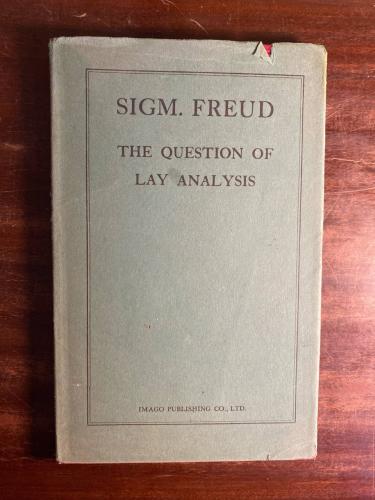 SIGM. FREUD
THE QUESTION OF
LAY ANALYSIS
IMAGO PUBLISHING CO., LTD.